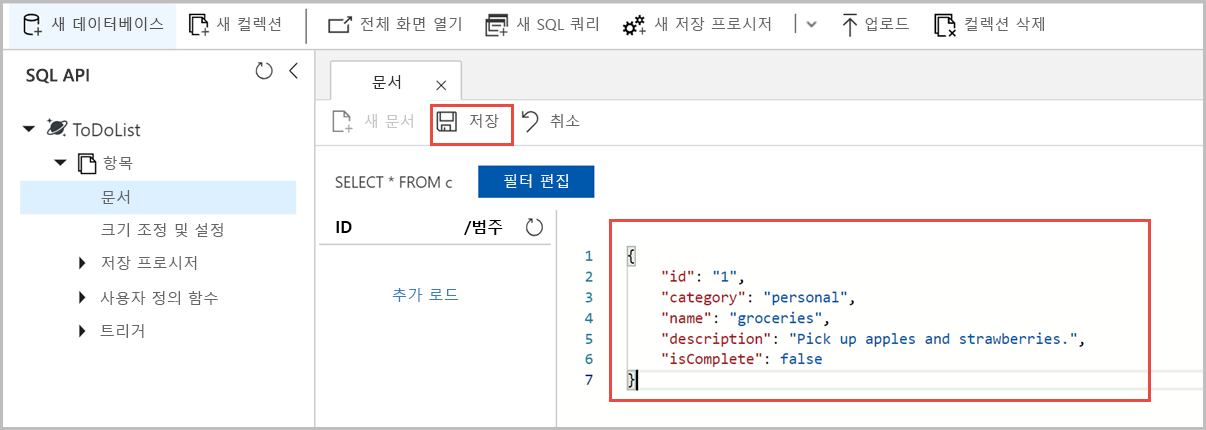 새 데이터베이스 새 컬렉션 전체 화면 열기 새 SQL 쿼리 새 저장 프로시저 업로드 컬렉션 삭제
SQL API
문서
ToDoList
새 문서 저장 취소
항목
SELECT * FROM c 필터 편집
문서
ID /범주
크기 조정 및 설정
저장 프로시저
사용자 정의 함수
트리거
추가 로드
1 {
2 "id": "1",
3 "category": "personal",
4 "name": "groceries",
5 "description": "Pick up apples and strawberries.",
6 "isComplete": false
7 }